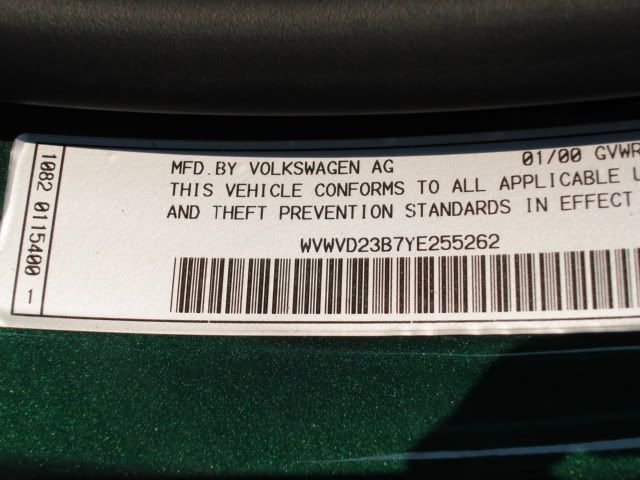 MFD.BY VOLKSWAGEN AG 01/00 GVWR
THIS VEHICLE CONFORMS TO ALL APPLICABLE U
AND THEFT PREVENTION STANDARDS IN EFFECT
WVWVD23B7YE255262
1082 0115400 1